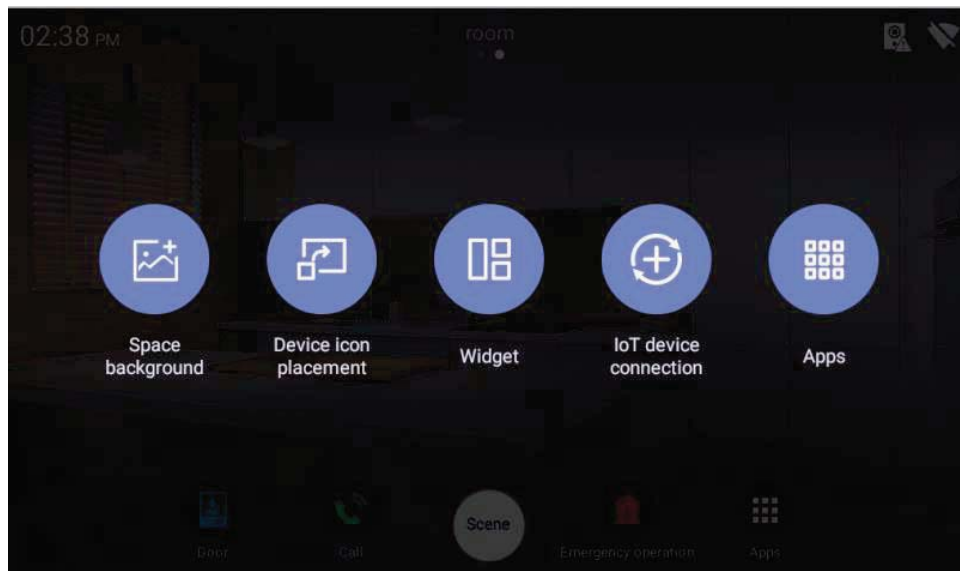 02:38 PM
room
Space
background
Device icon
placement
Widget
IoT device
connection
Apps
Door
Call
Scene
Emergency operation
Apps